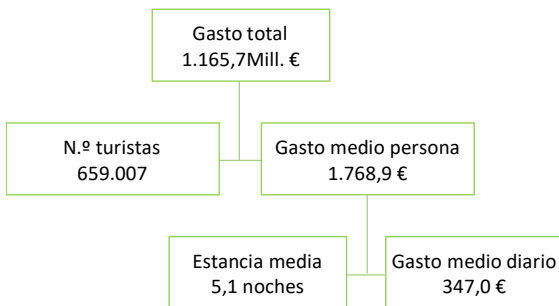 Gasto total
1.165,7Mill. €
N.º turistas
659.007
Gasto medio persona
1.768,9 €
Estancia media
5,1 noches
Gasto medio diario
347,0 €